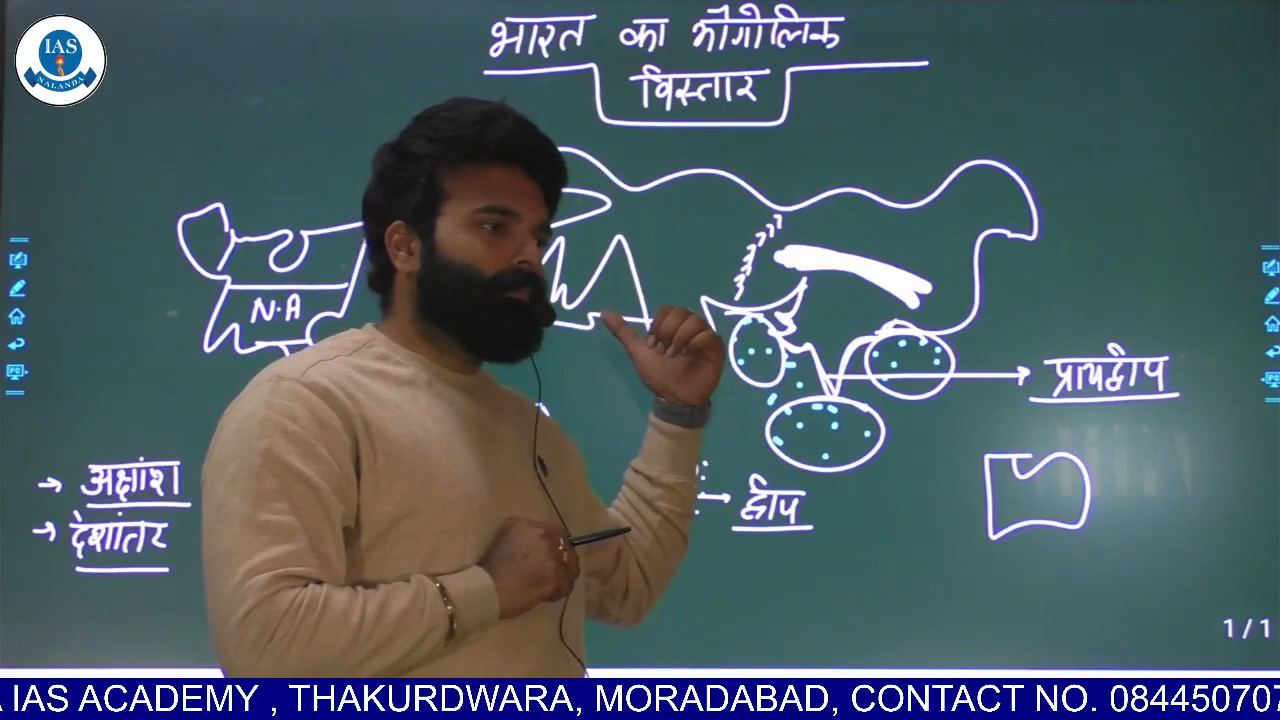 IAS
NALANDA
भारत का भौगोलिक
विस्तार
N.A
प्रायद्वीप
→ अक्षांश
→ देशांतर
→ द्वीप
1/1
IAS ACADEMY , THAKURDWARA, MORADABAD, CONTACT NO. 084450707